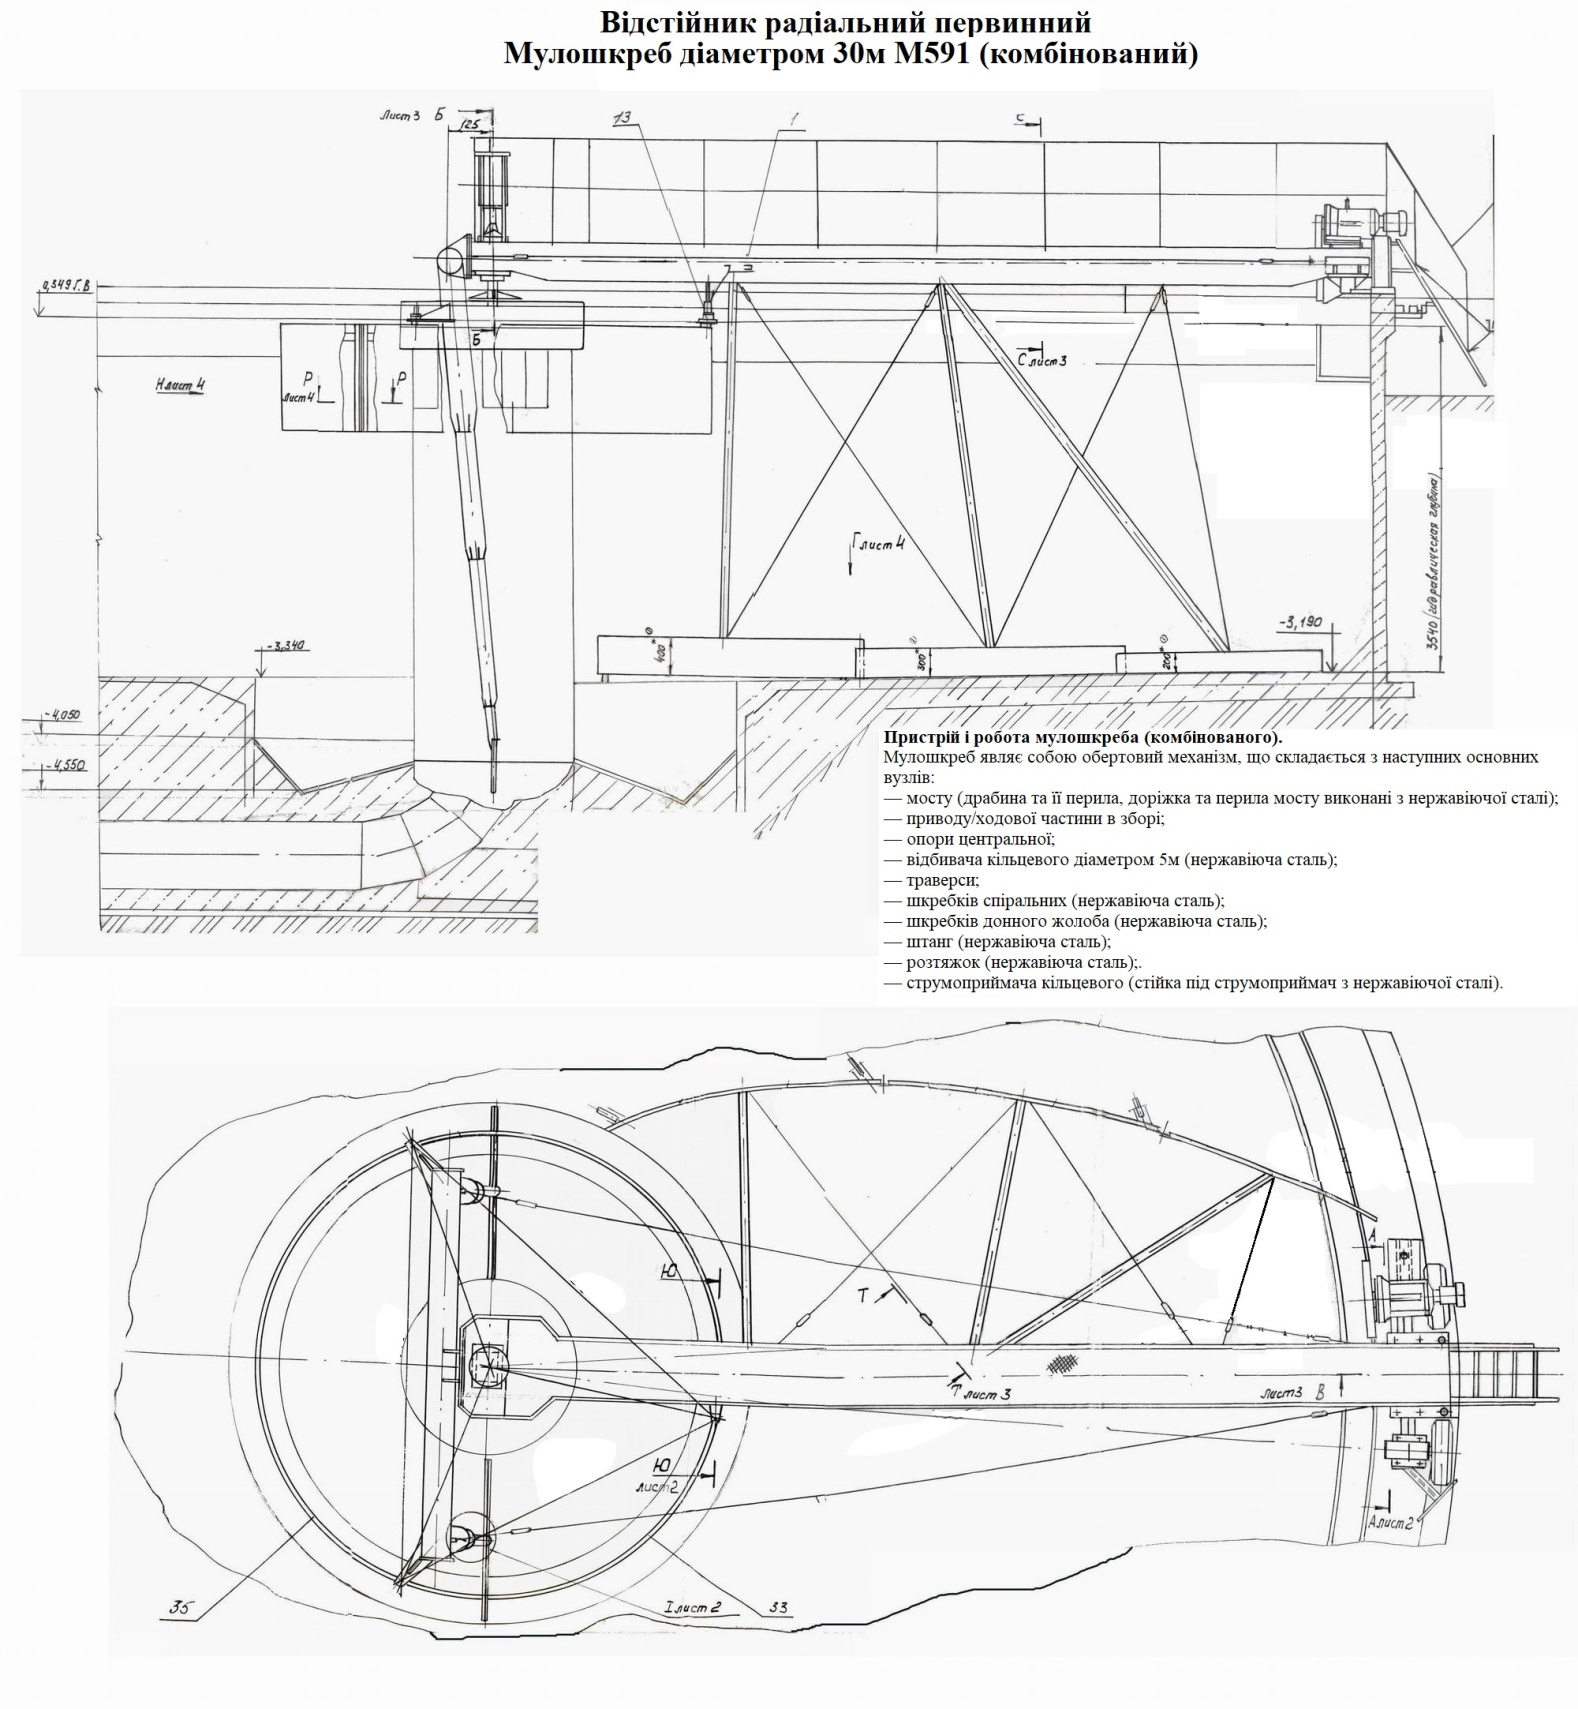 Відстійник радіальний первинний
Мулошкреб діаметром 30м М591 (комбінований)
Лист 3 Б
125
13
1
С
0,349 Г.В
Б
С лист 3
Н лист 4
Р
лист 4
Р
Г лист 4
3540 (гидравлическая глубина)
-3,190
-3,340
400*
300*
200*
-4,050
-4,550
Пристрій і робота мулошкреба (комбінованого).
Мулошкреб являє собою обертовий механізм, що складається з наступних основних
вузлів:
— мосту (драбина та її перила, доріжка та перила мосту виконані з нержавіючої сталі);
— приводу/ходової частини в зборі;
— опори центральної;
— відбивача кільцевого діаметром 5м (нержавіюча сталь);
— траверси;
— шкребків спіральних (нержавіюча сталь);
— шкребків донного жолоба (нержавіюча сталь);
— штанг (нержавіюча сталь);
— розтяжок (нержавіюча сталь);.
— струмоприймача кільцевого (стійка під струмоприймач з нержавіючої сталі).
А
Ю
Т
Т лист 3
лист 3 В
Ю
лист 2
А лист 2
35
I лист 2
33